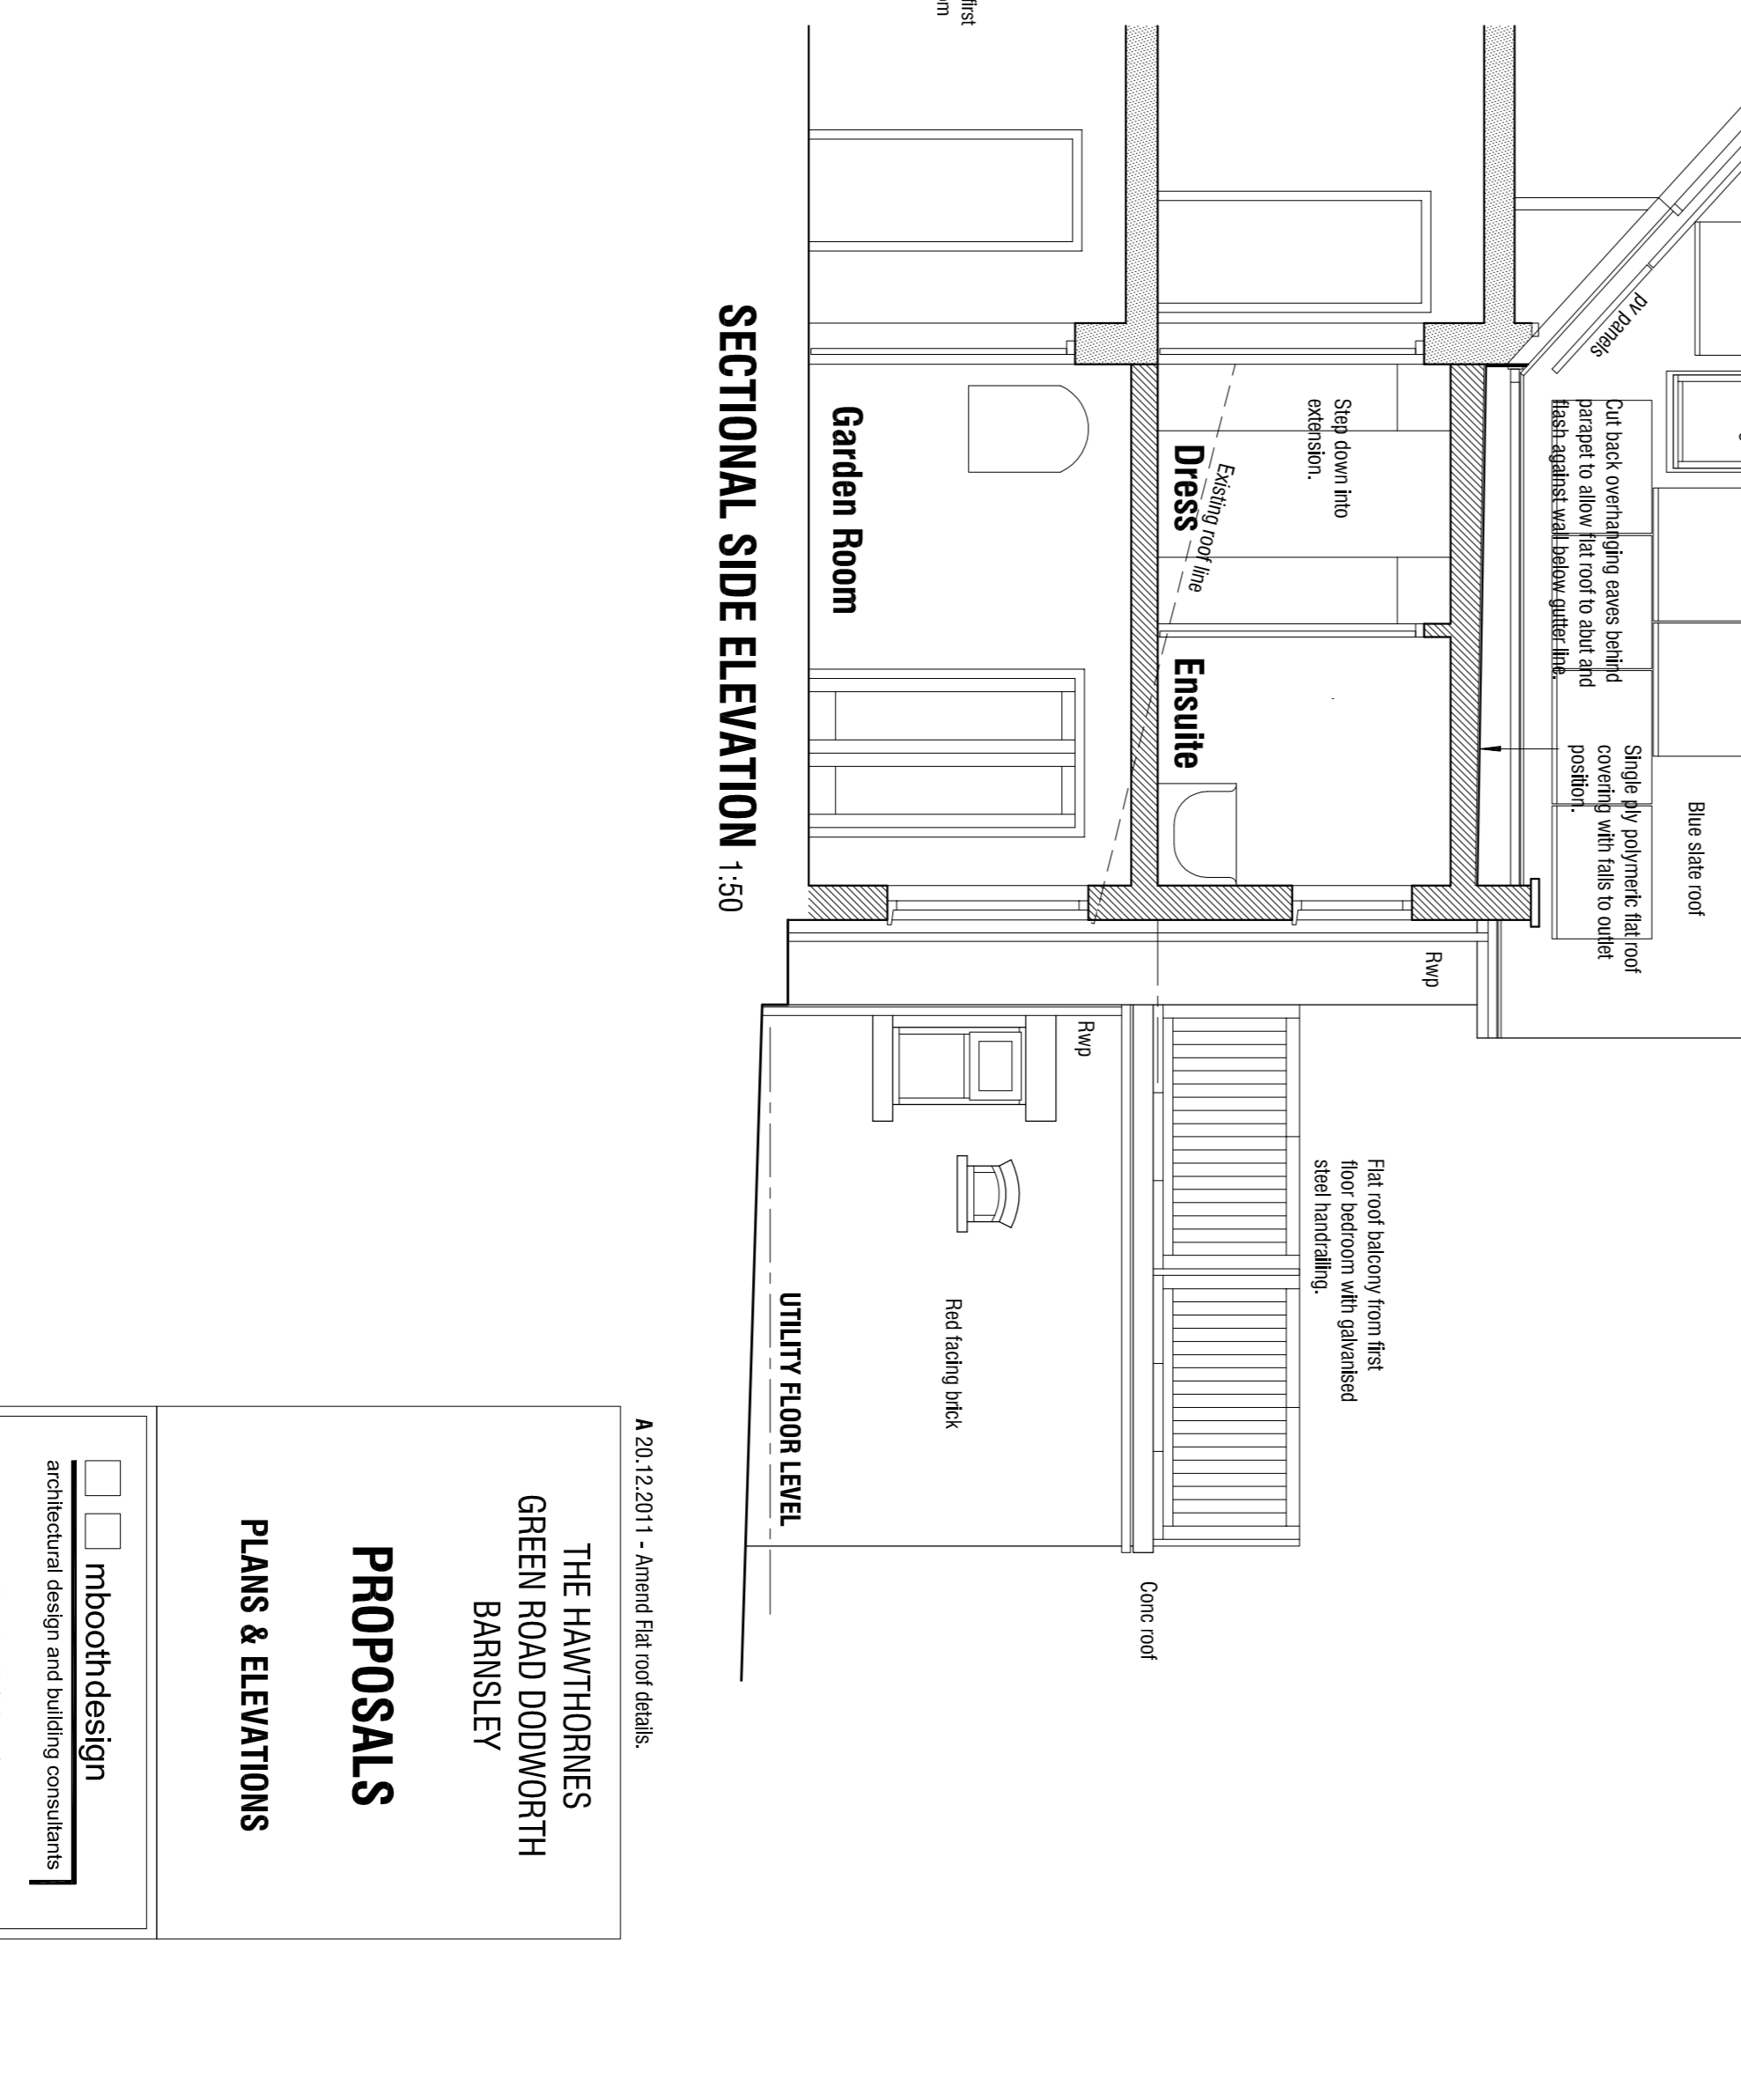 first
pv panels
Cut back overhanging eaves behind
parapet to allow flat roof to abut and
flash against wall below gutter line.
Single ply polymeric flat roof
covering with falls to outlet
position.
Blue slate roof
Step down into
extension.
Existing roof line
Dress
Ensuite
Garden Room
Rwp
Rwp
Flat roof balcony from first
floor bedroom with galvanised
steel handrailing.
Red facing brick
Conc roof
UTILITY FLOOR LEVEL
SECTIONAL SIDE ELEVATION 1:50
A 20.12.2011 - Amend Flat roof details.
THE HAWTHORNES
GREEN ROAD DODWORTH
BARNSLEY
PROPOSALS
PLANS & ELEVATIONS
mboothdesign
architectural design and building consultants